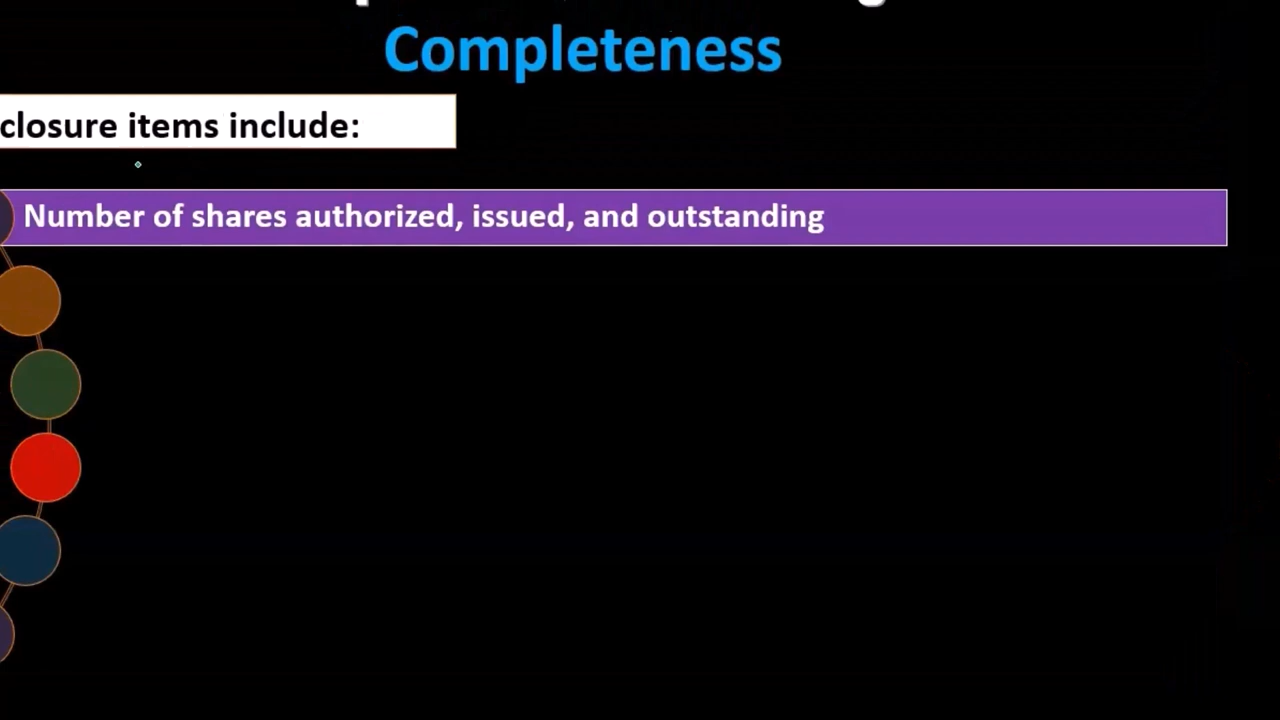 Completeness
closure items include:
Number of shares authorized, issued, and outstanding